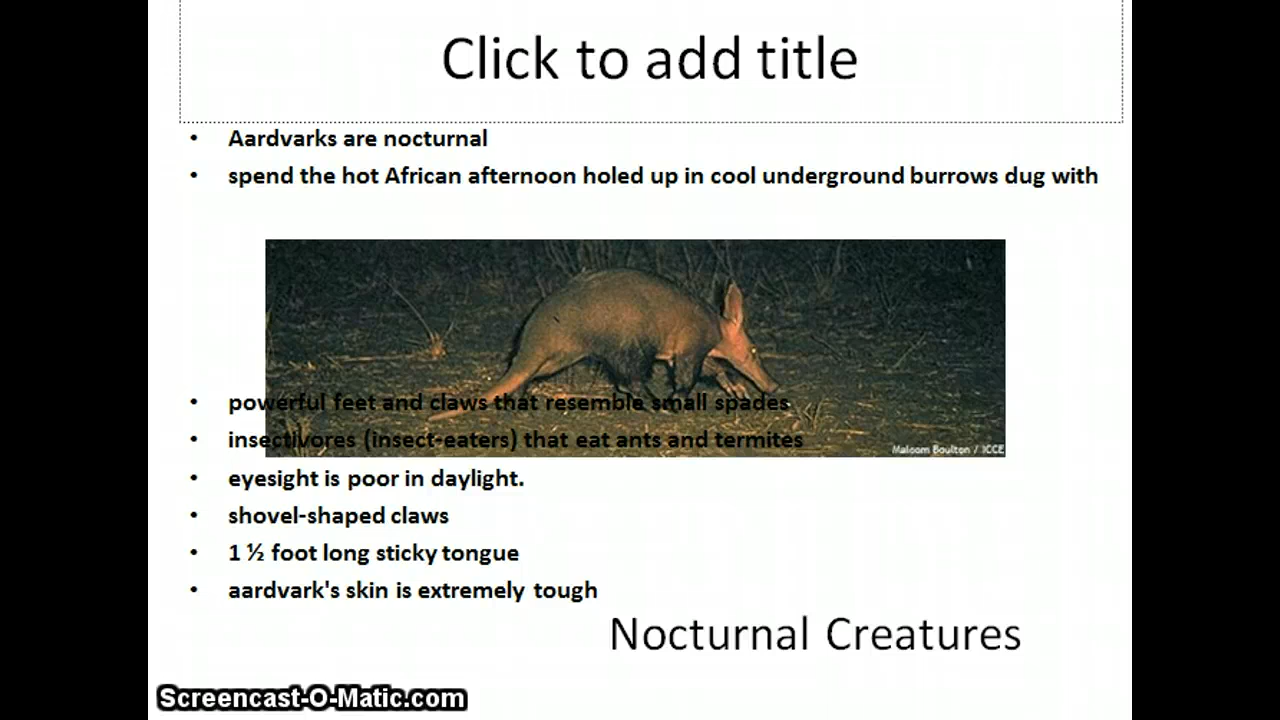 Click to add title
• Aardvarks are nocturnal
• spend the hot African afternoon holed up in cool underground burrows dug with
• powerful feet and claws that resemble small spades
• insectivores (insect-eaters) that eat ants and termites
Malcom Boulton / ICCE
• eyesight is poor in daylight.
• shovel-shaped claws
• 1 ½ foot long sticky tongue
• aardvark's skin is extremely tough
Nocturnal Creatures
Screencast-O-Matic.com